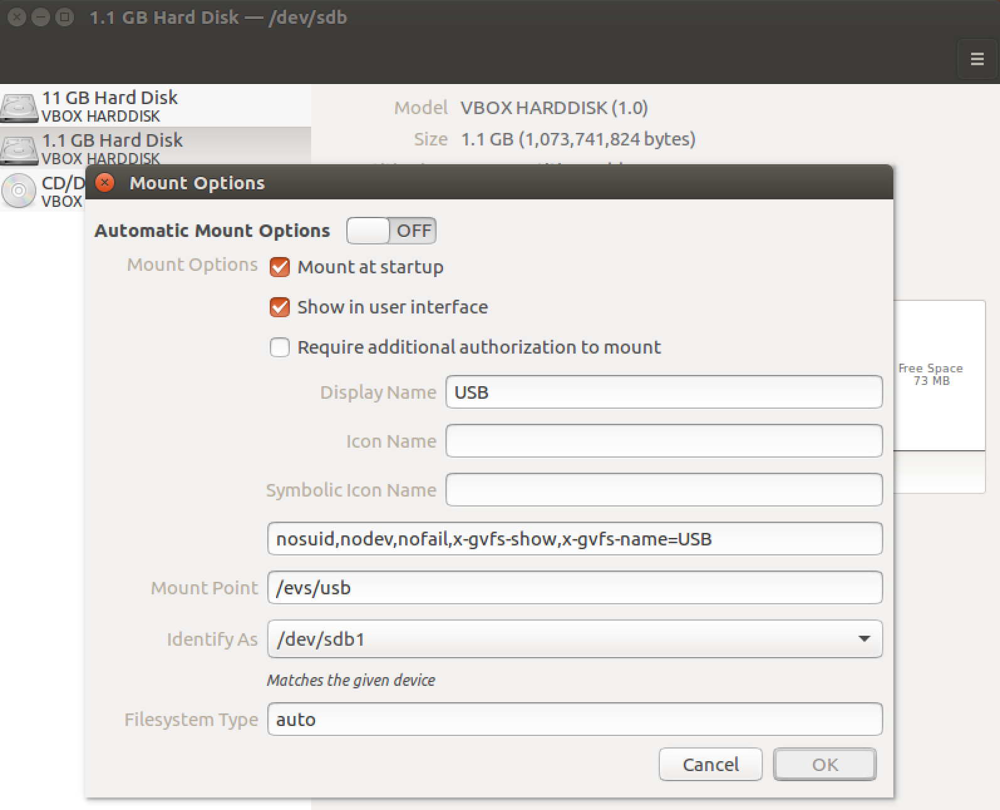 1.1 GB Hard Disk — /dev/sdb
11 GB Hard Disk
VBOX HARDDISK
1.1 GB Hard Disk
VBOX HARDDISK
CD/D
VBOX
Model VBOX HARDDISK (1.0)
Size 1.1 GB (1,073,741,824 bytes)
Mount Options
Automatic Mount Options OFF
Mount Options Mount at startup
Show in user interface
Require additional authorization to mount
Display Name USB
Icon Name
Symbolic Icon Name
nosuid,nodev,nofail,x-gvfs-show,x-gvfs-name=USB
Mount Point /evs/usb
Identify As /dev/sdb1
Matches the given device
Filesystem Type auto
Cancel OK
Free Space
73 MB